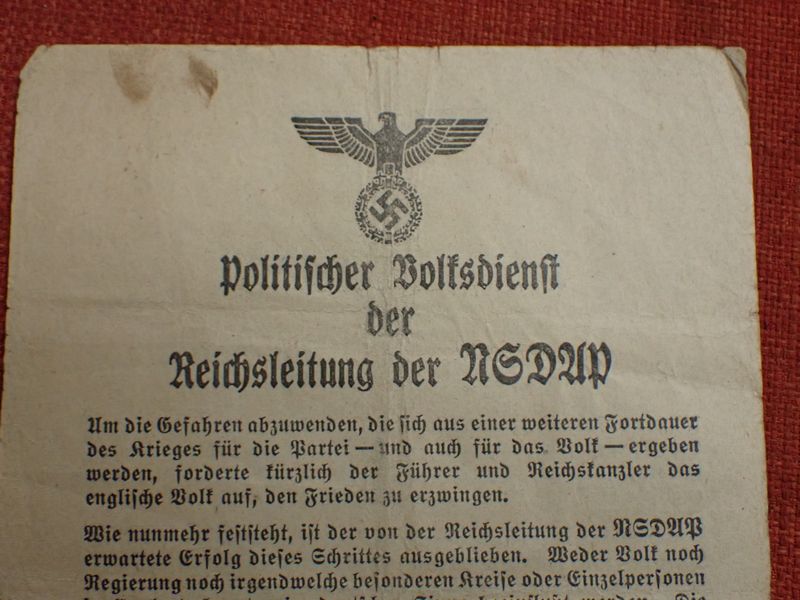 Politischer Volksdienst
der
Reichsleitung der NSDAP
Um die Gefahren abzuwenden, die sich aus einer weiteren Fortdauer
des Krieges für die Partei — und auch für das Volk — ergeben
werden, forderte kürzlich der Führer und Reichskanzler das
englische Volk auf, den Frieden zu erzwingen.
Wie nunmehr feststeht, ist der von der Reichsleitung der NSDAP
erwartete Erfolg dieses Schrittes ausgeblieben. Weder Volk noch
Regierung noch irgendwelche besonderen Kreise oder Einzelpersonen